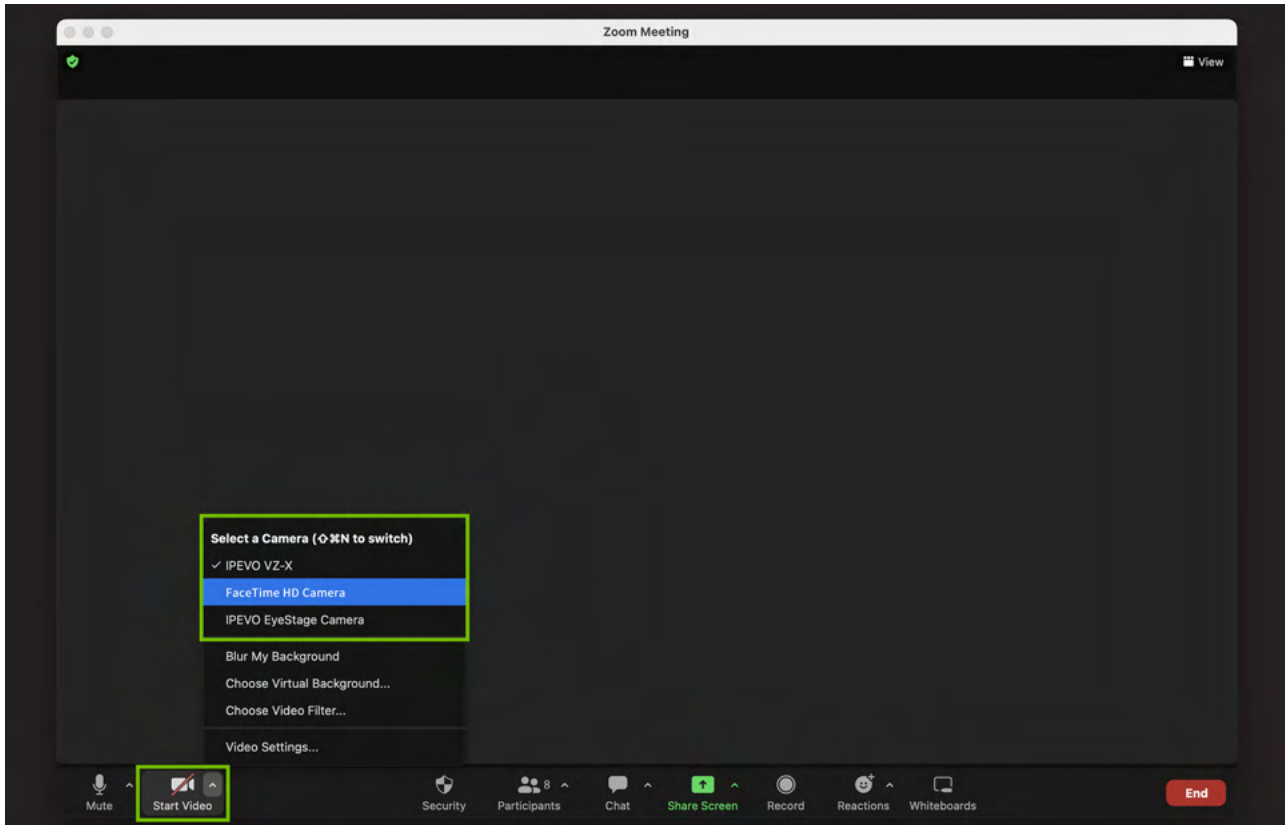 Zoom Meeting
View
Select a Camera (⇧⌘N to switch)
✓ IPEVO VZ-X
FaceTime HD Camera
IPEVO EyeStage Camera
Blur My Background
Choose Virtual Background...
Choose Video Filter...
Video Settings...
8
Mute Start Video Security Participants Chat Share Screen Record Reactions Whiteboards End